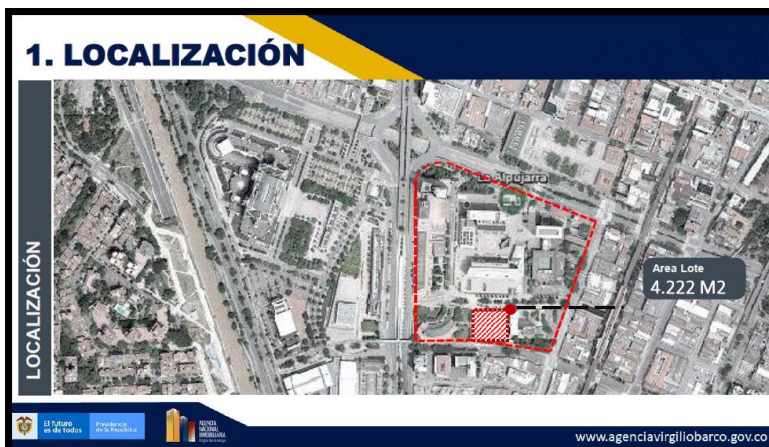 1. LOCALIZACIÓN
LOCALIZACIÓN
La Alpujarra
Area Lote
4.222 M2
El futuro
es de todos
Presidencia
de la República
AGENCIA
NACIONAL
INMOBILIARIA
www.agenciavirgiliobarco.gov.co